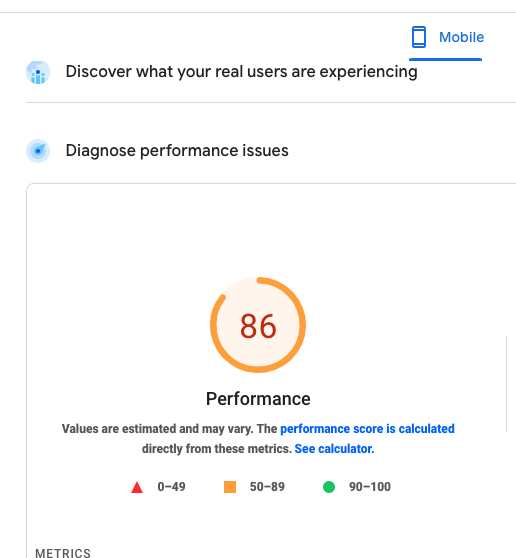 Mobile
Discover what your real users are experiencing
Diagnose performance issues
86
Performance
Values are estimated and may vary. The performance score is calculated
directly from these metrics. See calculator.
0–49 50–89 90–100
METRICS